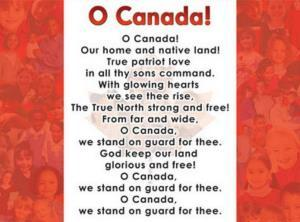 O Canada!
O Canada!
Our home and native land!
True patriot love
in all thy sons command.
With glowing hearts
we see thee rise,
The True North strong and free!
From far and wide,
O Canada,
we stand on guard for thee.
God keep our land
glorious and free!
O Canada,
we stand on guard for thee.
O Canada,
we stand on guard for thee.